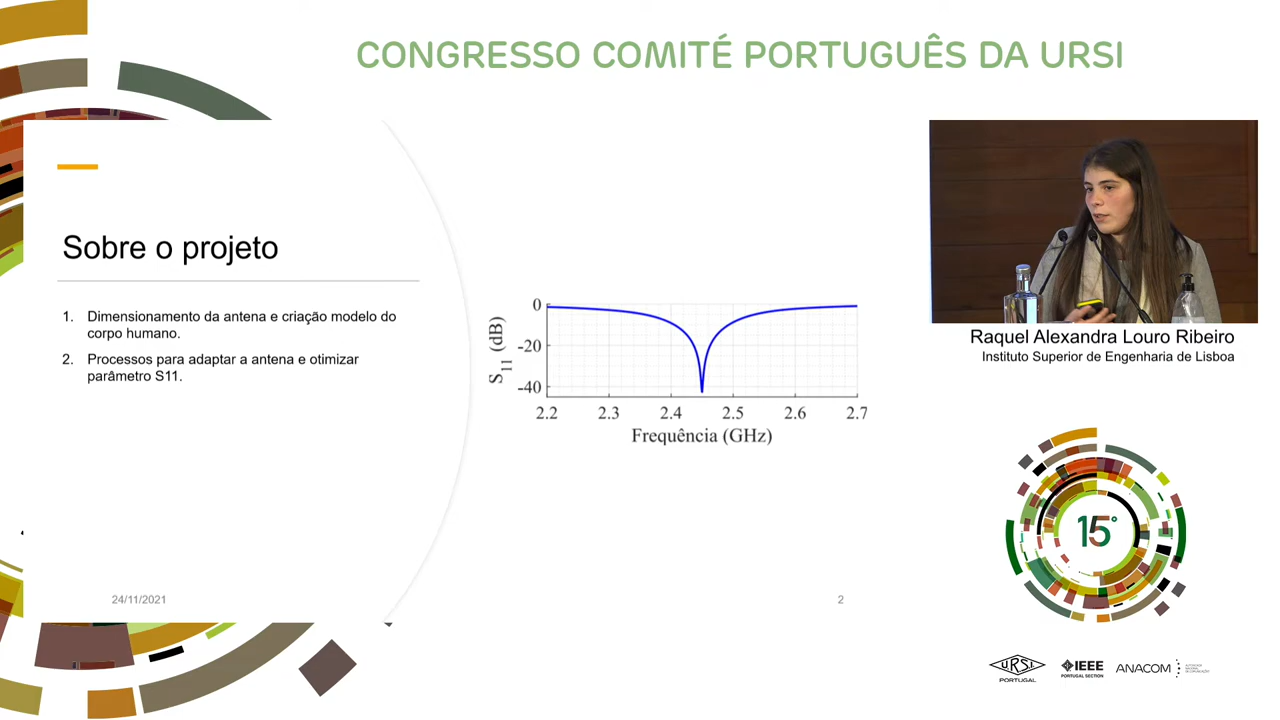 CONGRESSO COMITÉ PORTUGUÊS DA URSI
Sobre o projeto
1. Dimensionamento da antena e criação modelo do
corpo humano.
2. Processos para adaptar a antena e otimizar
parâmetro S11.
0
-20
-40
S11 (dB)
2.2 2.3 2.4 2.5 2.6 2.7
Frequência (GHz)
24/11/2021
2
Raquel Alexandra Louro Ribeiro
Instituto Superior de Engenharia de Lisboa
15°
URSI
PORTUGAL
IEEE
PORTUGAL SECTION
ANACOM